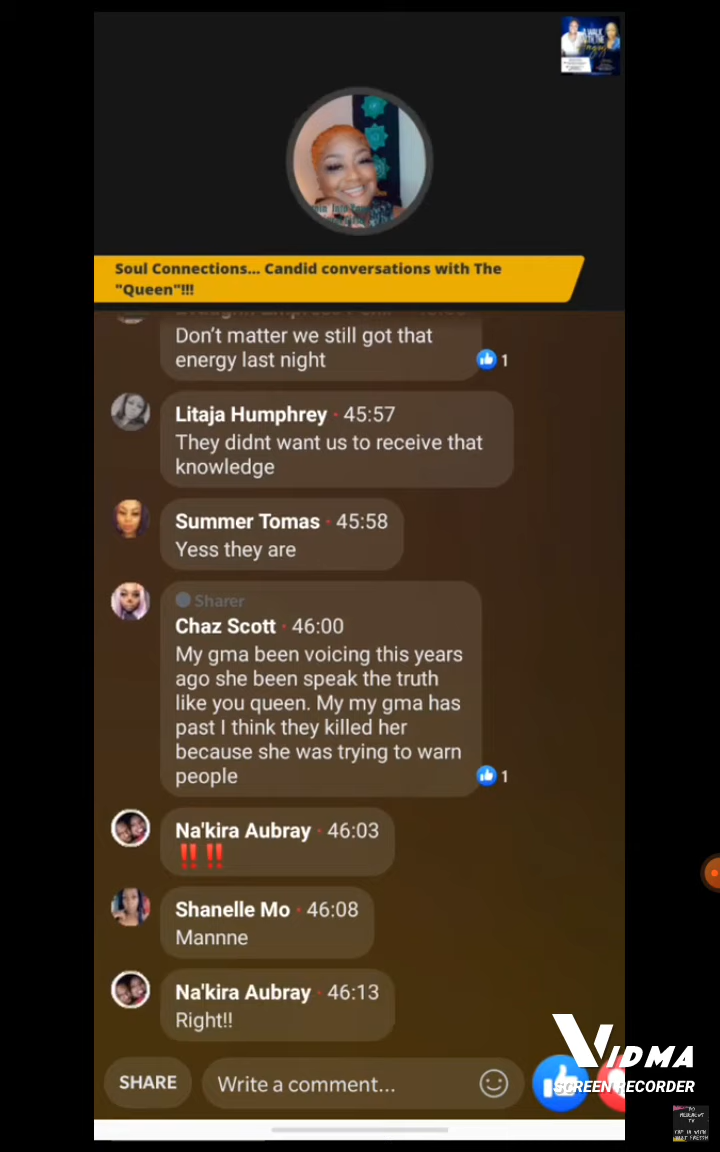 Soul Connections... Candid conversations with The
"Queen"!!!
Don't matter we still got that
energy last night
1
Litaja Humphrey · 45:57
They didnt want us to receive that
knowledge
Summer Tomas · 45:58
Yess they are
Sharer
Chaz Scott · 46:00
My gma been voicing this years
ago she been speak the truth
like you queen. My my gma has
past I think they killed her
because she was trying to warn
people
1
Na'kira Aubray · 46:03
‼️‼️
Shanelle Mo · 46:08
Mannne
Na'kira Aubray · 46:13
Right!!
SHARE
Write a comment...
VIDMA
SCREEN RECORDER